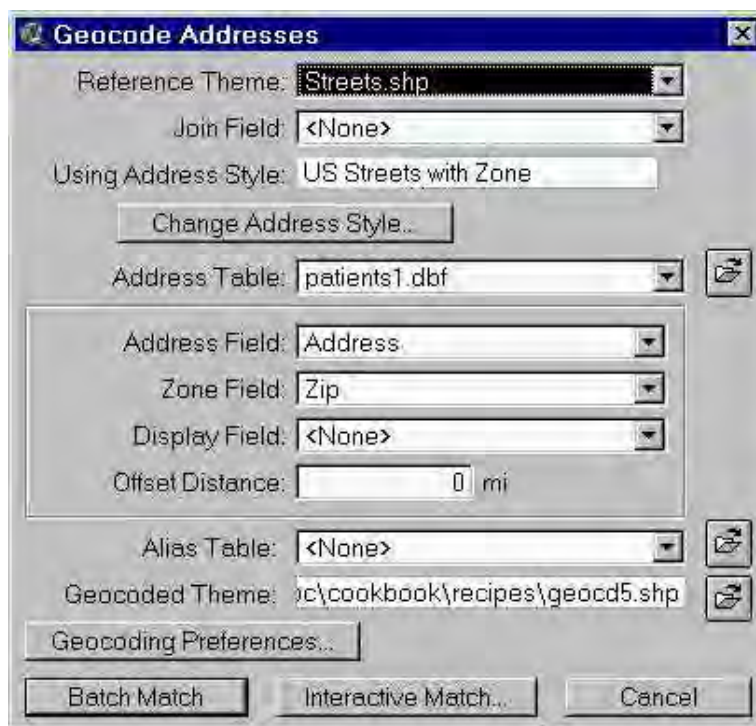 Geocode Addresses
Reference Theme: Streets.shp
Join Field: <None>
Using Address Style: US Streets with Zone
Change Address Style...
Address Table: patients1.dbf
Address Field: Address
Zone Field: Zip
Display Field: <None>
Offset Distance: 0 mi
Alias Table: <None>
Geocoded Theme: oc\cookbook\recipes\geocd5.shp
Geocoding Preferences...
Batch Match Interactive Match... Cancel